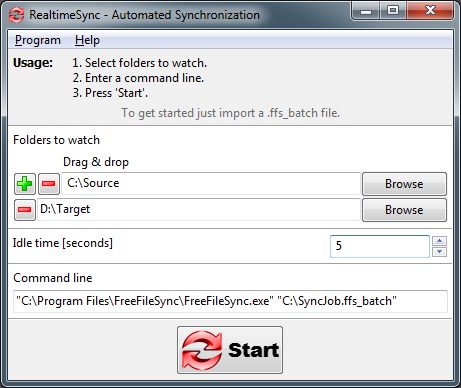 RealtimeSync - Automated Synchronization
Program Help
Usage: 1. Select folders to watch.
2. Enter a command line.
3. Press 'Start'.
To get started just import a .ffs_batch file.
Folders to watch
Drag & drop
C:\Source Browse
D:\Target Browse
Idle time [seconds] 5
Command line
"C:\Program Files\FreeFileSync\FreeFileSync.exe" "C:\SyncJob.ffs_batch"
Start